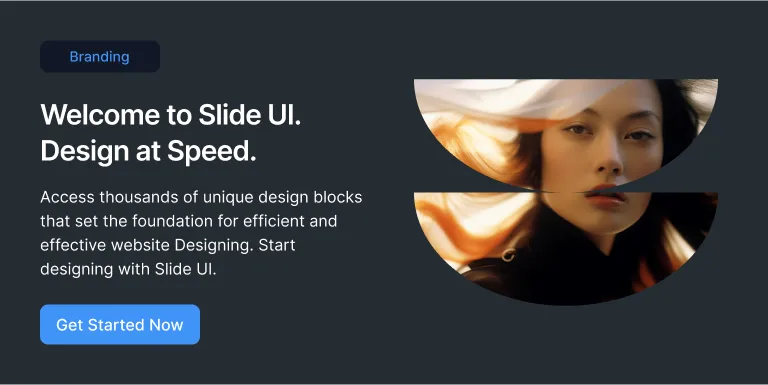 Branding
Welcome to Slide UI.
Design at Speed.
Access thousands of unique design blocks
that set the foundation for efficient and
effective website Designing. Start
designing with Slide UI.
Get Started Now